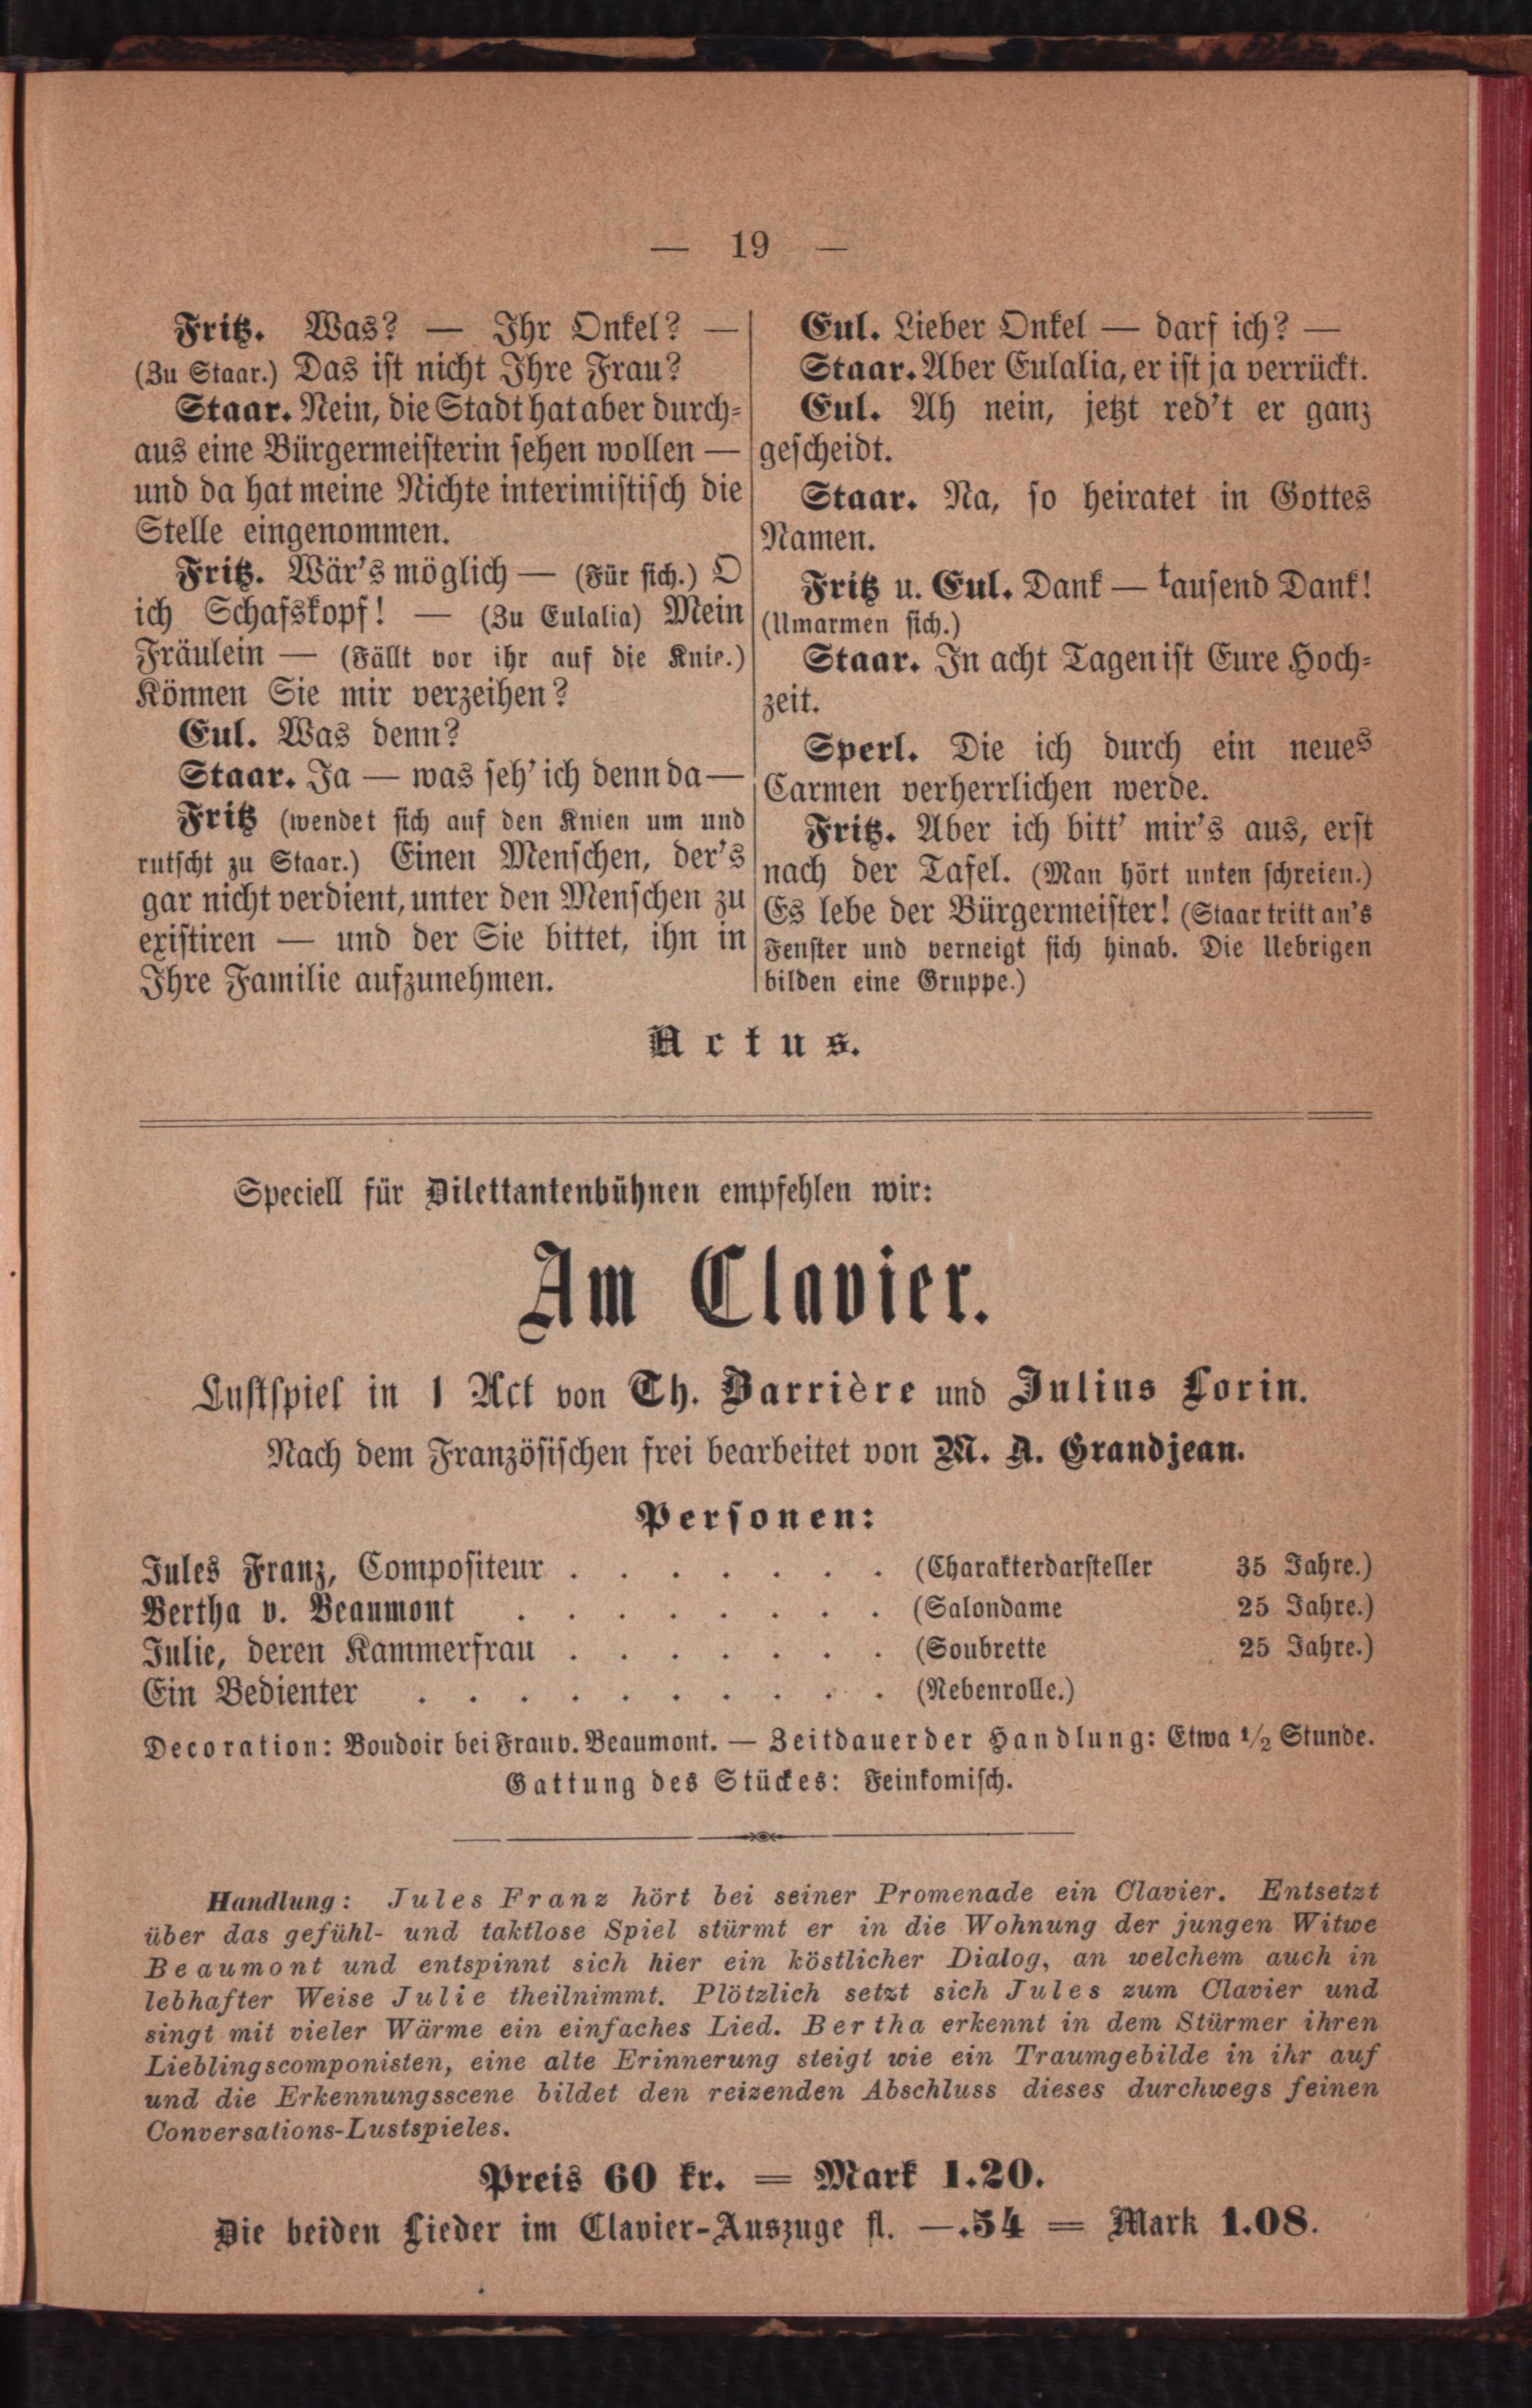 — 19 —
Fritz. Was? — Ihr Onkel? —
(Zu Staar.) Das ist nicht Ihre Frau?
Staar. Nein, die Stadt hat aber durch-
aus eine Bürgermeisterin sehen wollen —
und da hat meine Nichte interimistisch die
Stelle eingenommen.
Fritz. Wär's möglich — (Für sich.) O
ich Schafskopf! — (Zu Eulalia) Mein
Fräulein — (Fällt vor ihr auf die Knie.)
Können Sie mir verzeihen?
Eul. Was denn?
Staar. Ja — was seh' ich denn da —
Fritz (wendet sich auf den Knien um und
rutscht zu Staar.) Einen Menschen, der's
gar nicht verdient, unter den Menschen zu
existiren — und der Sie bittet, ihn in
Ihre Familie aufzunehmen.
Eul. Lieber Onkel — darf ich? —
Staar. Aber Eulalia, er ist ja verrückt.
Eul. Ah nein, jetzt red't er ganz
gescheidt.
Staar. Na, so heiratet in Gottes
Namen.
Fritz u. Eul. Dank — tausend Dank!
(Umarmen sich.)
Staar. In acht Tagen ist Eure Hoch-
zeit.
Sperl. Die ich durch ein neues
Carmen verherrlichen werde.
Fritz. Aber ich bitt' mir's aus, erst
nach der Tafel. (Man hört unten schreien.)
Es lebe der Bürgermeister! (Staar tritt an's
Fenster und verneigt sich hinab. Die Uebrigen
bilden eine Gruppe.)
Actus.
Speciell für Dilettantenbühnen empfehlen wir:
Am Clavier.
Lustspiel in 1 Act von Th. Barrière und Julius Lorin.
Nach dem Französischen frei bearbeitet von M. A. Grandjean.
Personen:
Jules Franz, Compositeur . . . . . . . (Charakterdarsteller 35 Jahre.)
Bertha v. Beaumont . . . . . . . . (Salondame 25 Jahre.)
Julie, deren Kammerfrau . . . . . . . (Soubrette 25 Jahre.)
Ein Bedienter . . . . . . . . . . (Nebenrolle.)
Decoration: Boudoir bei Frau v. Beaumont. — Zeitdauer der Handlung: Etwa 1/2 Stunde.
Gattung des Stückes: Feinkomisch.
Handlung: Jules Franz hört bei seiner Promenade ein Clavier. Entsetzt
über das gefühl- und taktlose Spiel stürmt er in die Wohnung der jungen Witwe
Beaumont und entspinnt sich hier ein köstlicher Dialog, an welchem auch in
lebhafter Weise Julie theilnimmt. Plötzlich setzt sich Jules zum Clavier und
singt mit vieler Wärme ein einfaches Lied. Bertha erkennt in dem Stürmer ihren
Lieblingscomponisten, eine alte Erinnerung steigt wie ein Traumgebilde in ihr auf
und die Erkennungsscene bildet den reizenden Abschluss dieses durchwegs feinen
Conversations-Lustspieles.
Preis 60 kr. = Mark 1.20.
Die beiden Lieder im Clavier-Auszuge fl. —.54 = Mark 1.08.